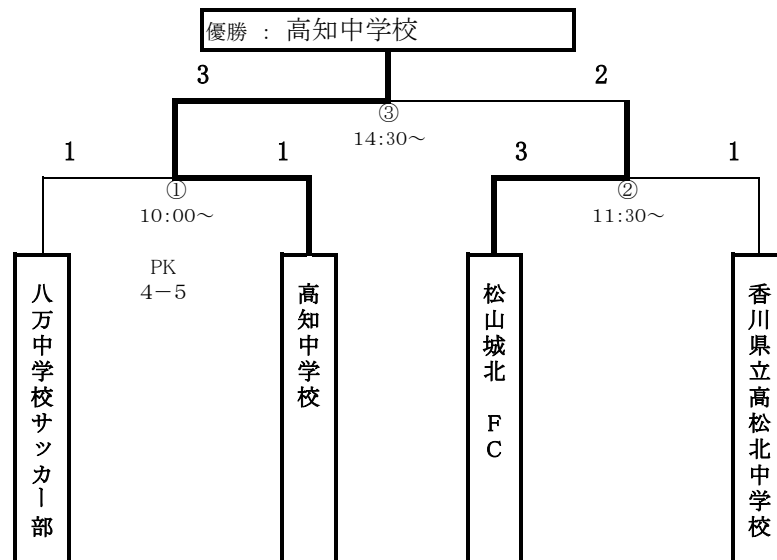 優勝 : 高知中学校
3
2
③
14:30～
1
1
3
1
①
②
10:00～
11:30～
PK
4－5
八万中学校サッカー部
高知中学校
松山城北　FC
香川県立高松北中学校